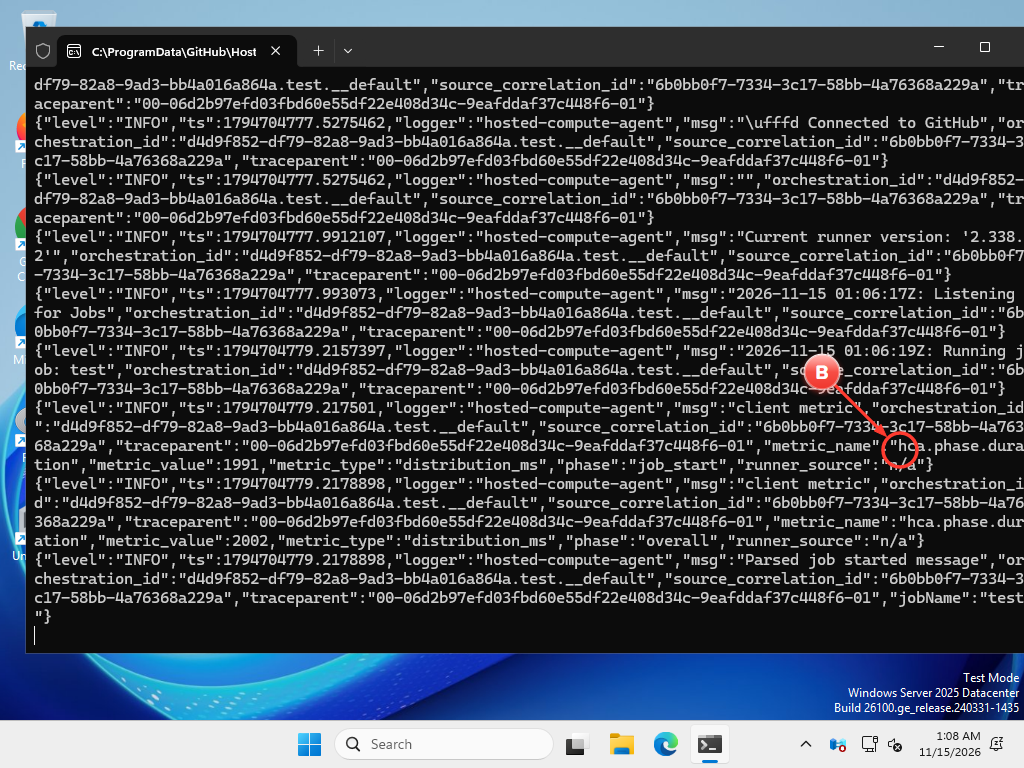 C:\ProgramData\GitHub\Host
df79-82a8-9ad3-bb4a016a864a.test.__default","source_correlation_id":"6b0bb0f7-7334-3c17-58bb-4a76368a229a","tr
aceparent":"00-06d2b97efd03fbd60e55df22e408d34c-9eafddaf37c448f6-01"}
{"level":"INFO","ts":1794704777.5275462,"logger":"hosted-compute-agent","msg":"\ufffd Connected to GitHub","or
chestration_id":"d4d9f852-df79-82a8-9ad3-bb4a016a864a.test.__default","source_correlation_id":"6b0bb0f7-7334-3
c17-58bb-4a76368a229a","traceparent":"00-06d2b97efd03fbd60e55df22e408d34c-9eafddaf37c448f6-01"}
{"level":"INFO","ts":1794704777.5275462,"logger":"hosted-compute-agent","msg":"","orchestration_id":"d4d9f852-
df79-82a8-9ad3-bb4a016a864a.test.__default","source_correlation_id":"6b0bb0f7-7334-3c17-58bb-4a76368a229a","tr
aceparent":"00-06d2b97efd03fbd60e55df22e408d34c-9eafddaf37c448f6-01"}
{"level":"INFO","ts":1794704777.9912107,"logger":"hosted-compute-agent","msg":"Current runner version: '2.338.
2'","orchestration_id":"d4d9f852-df79-82a8-9ad3-bb4a016a864a.test.__default","source_correlation_id":"6b0bb0f7
-7334-3c17-58bb-4a76368a229a","traceparent":"00-06d2b97efd03fbd60e55df22e408d34c-9eafddaf37c448f6-01"}
{"level":"INFO","ts":1794704777.993073,"logger":"hosted-compute-agent","msg":"2026-11-15 01:06:17Z: Listening
for Jobs","orchestration_id":"d4d9f852-df79-82a8-9ad3-bb4a016a864a.test.__default","source_correlation_id":"6b
0bb0f7-7334-3c17-58bb-4a76368a229a","traceparent":"00-06d2b97efd03fbd60e55df22e408d34c-9eafddaf37c448f6-01"}
{"level":"INFO","ts":1794704779.2157397,"logger":"hosted-compute-agent","msg":"2026-11-15 01:06:19Z: Running j
ob: test","orchestration_id":"d4d9f852-df79-82a8-9ad3-bb4a016a864a.test.__default","source_correlation_id":"6b
0bb0f7-7334-3c17-58bb-4a76368a229a","traceparent":"00-06d2b97efd03fbd60e55df22e408d34c-9eafddaf37c448f6-01"}
B
{"level":"INFO","ts":1794704779.217501,"logger":"hosted-compute-agent","msg":"client metric","orchestration_id
":"d4d9f852-df79-82a8-9ad3-bb4a016a864a.test.__default","source_correlation_id":"6b0bb0f7-7334-3c17-58bb-4a763
68a229a","traceparent":"00-06d2b97efd03fbd60e55df22e408d34c-9eafddaf37c448f6-01","metric_name":"hca.phase.dura
tion","metric_value":1991,"metric_type":"distribution_ms","phase":"job_start","runner_source":"n/a"}
{"level":"INFO","ts":1794704779.2178898,"logger":"hosted-compute-agent","msg":"client metric","orchestration_i
d":"d4d9f852-df79-82a8-9ad3-bb4a016a864a.test.__default","source_correlation_id":"6b0bb0f7-7334-3c17-58bb-4a76
368a229a","traceparent":"00-06d2b97efd03fbd60e55df22e408d34c-9eafddaf37c448f6-01","metric_name":"hca.phase.dur
ation","metric_value":2002,"metric_type":"distribution_ms","phase":"overall","runner_source":"n/a"}
{"level":"INFO","ts":1794704779.2178898,"logger":"hosted-compute-agent","msg":"Parsed job started message","or
chestration_id":"d4d9f852-df79-82a8-9ad3-bb4a016a864a.test.__default","source_correlation_id":"6b0bb0f7-7334-3
c17-58bb-4a76368a229a","traceparent":"00-06d2b97efd03fbd60e55df22e408d34c-9eafddaf37c448f6-01","jobName":"test
"}
Test Mode
Windows Server 2025 Datacenter
Build 26100.ge_release.240331-1435
Search
1:08 AM
11/15/2026